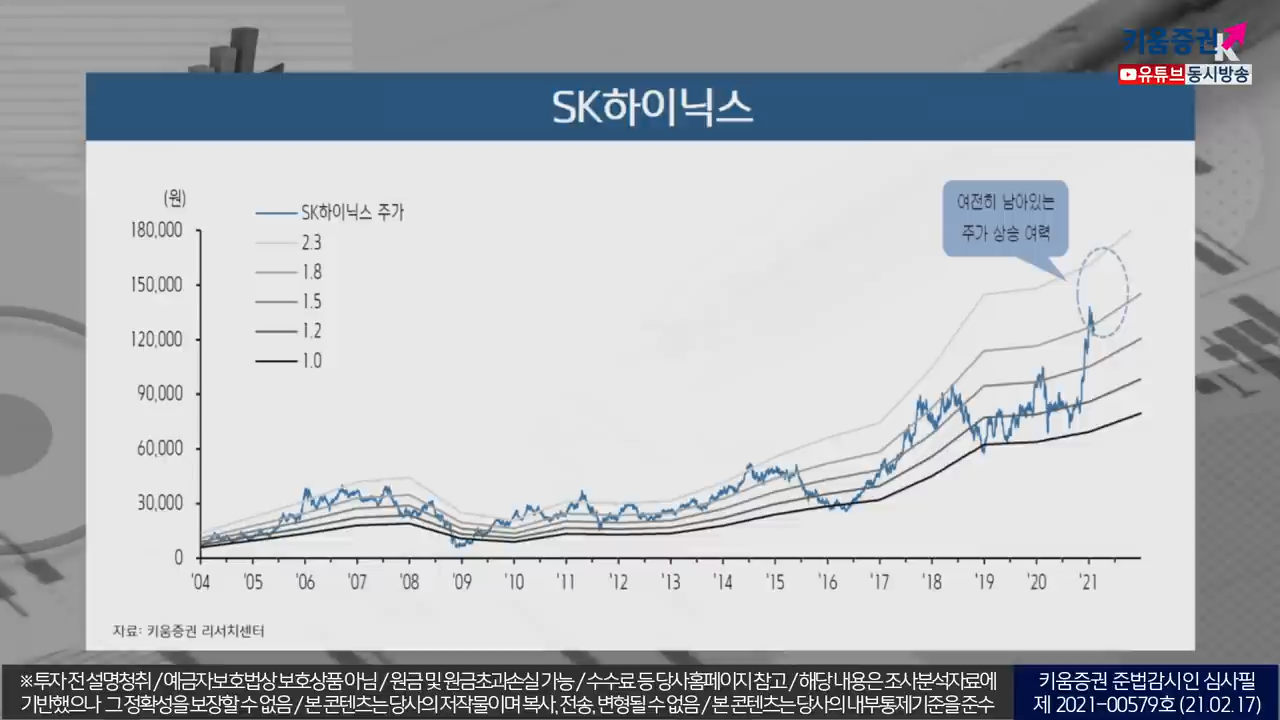 키움증권
유튜브 동시방송
SK하이닉스
(원)
180,000
150,000
120,000
90,000
60,000
30,000
0
SK하이닉스 주가
2.3
1.8
1.5
1.2
1.0
여전히 남아있는
주가 상승 여력
'04 '05 '06 '07 '08 '09 '10 '11 '12 '13 '14 '15 '16 '17 '18 '19 '20 '21
자료: 키움증권 리서치센터
※ 투자 전 설명청취 / 예금자보호법상 보호상품 아님 / 원금 및 원금초과손실 가능 / 수수료 등 당사홈페이지 참고 / 해당 내용은 조사분석자료에
기반했으나 그 정확성을 보장할 수 없음 / 본 콘텐츠는 당사의 저작물이며 복사, 전송, 변형될 수 없음 / 본 콘텐츠는 당사의 내부통제기준을 준수
키움증권 준법감시인 심사필
제 2021-00579호 (21.02.17)